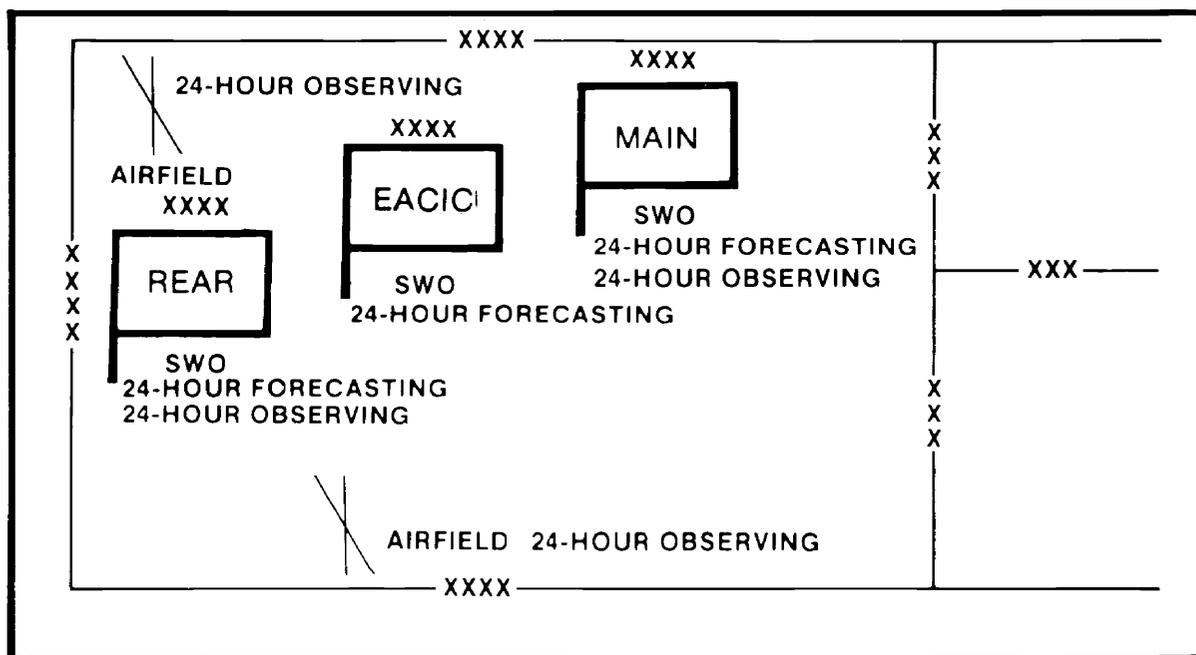 XXXX
24-HOUR OBSERVING
AIRFIELD
XXXX
REAR
SWO
24-HOUR FORECASTING
24-HOUR OBSERVING
XXXX
EACIC
SWO
24-HOUR FORECASTING
XXXX
MAIN
SWO
24-HOUR FORECASTING
24-HOUR OBSERVING
X
X
X
X
X
X
X
XXX
X
X
X
AIRFIELD 24-HOUR OBSERVING
XXXX